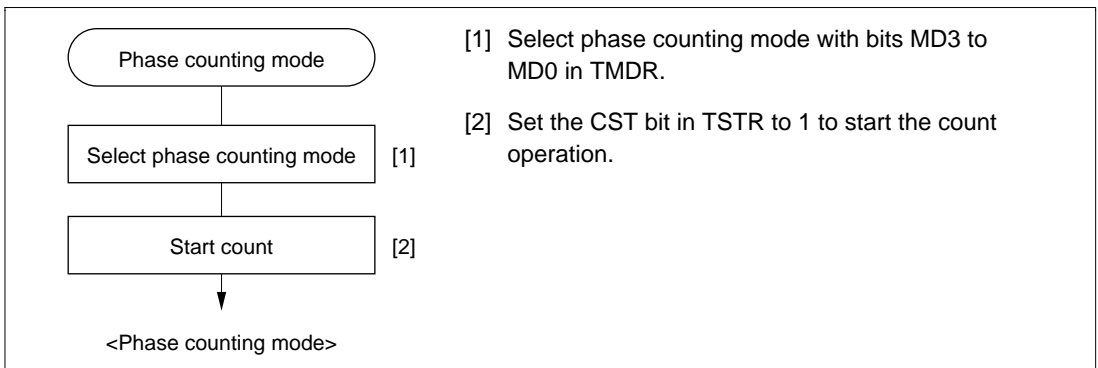 Phase counting mode
Select phase counting mode [1]
Start count [2]
<Phase counting mode>
[1] Select phase counting mode with bits MD3 to
MD0 in TMDR.
[2] Set the CST bit in TSTR to 1 to start the count
operation.